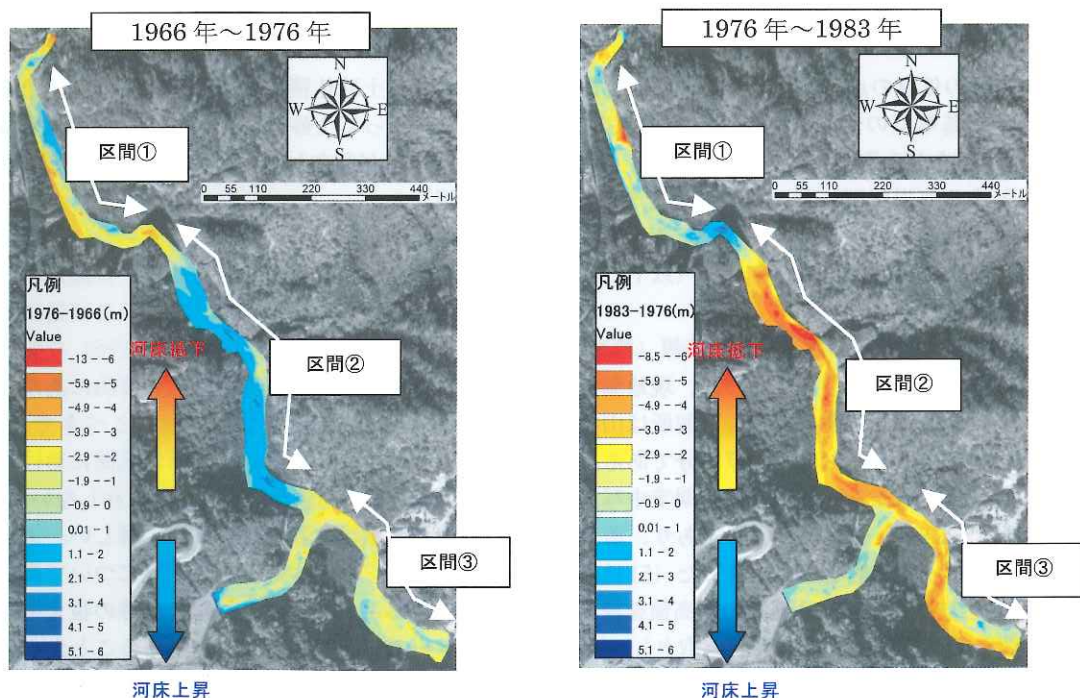 1966年～1976年
N
W
E
S
区間①
0 55 110 220 330 440
メートル
凡例
1976-1966(m)
Value
河床低下
-13 - -6
-5.9 - -5
-4.9 - -4
-3.9 - -3
-2.9 - -2
-1.9 - -1
-0.9 - 0
0.01 - 1
1.1 - 2
2.1 - 3
3.1 - 4
4.1 - 5
5.1 - 6
区間②
区間③
河床上昇
1976年～1983年
N
W
E
S
区間①
0 55 110 220 330 440
メートル
凡例
1983-1976(m)
Value
河床低下
-8.5 - -6
-5.9 - -5
-4.9 - -4
-3.9 - -3
-2.9 - -2
-1.9 - -1
-0.9 - 0
0.01 - 1
1.1 - 2
2.1 - 3
3.1 - 4
4.1 - 5
5.1 - 6
区間②
区間③
河床上昇